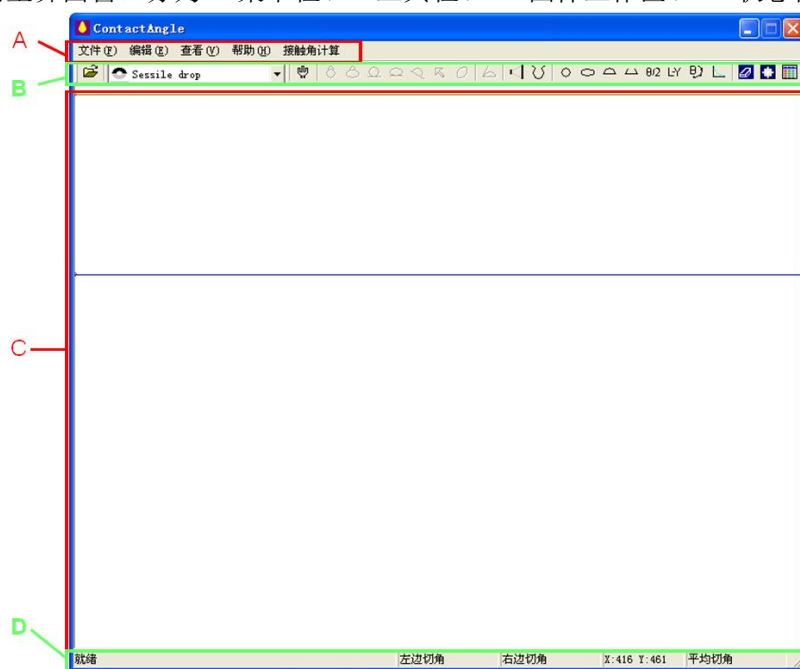 ContactAngle
A
文件(F) 编辑(E) 查看(V) 帮助(H) 接触角计算
B
Sessile drop
θ/2 L-Y
C
D
就绪 左边切角 右边切角 X:416 Y:461 平均切角